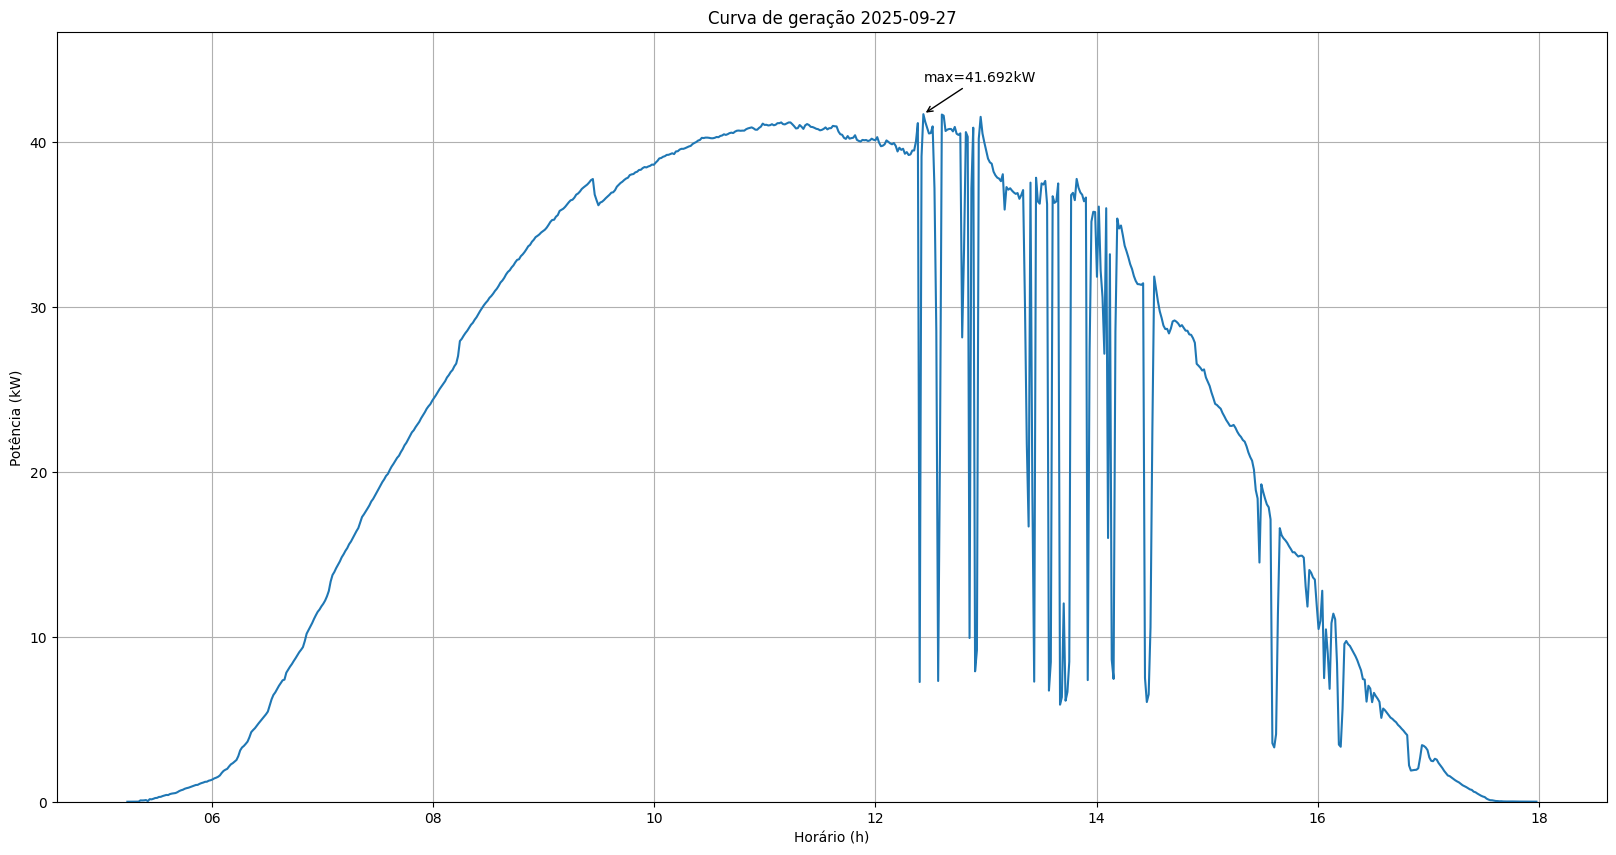 Curva de geração 2025-09-27
max=41.692kW
Potência (kW)
40
30
20
10
0
06 08 10 12 14 16 18
Horário (h)